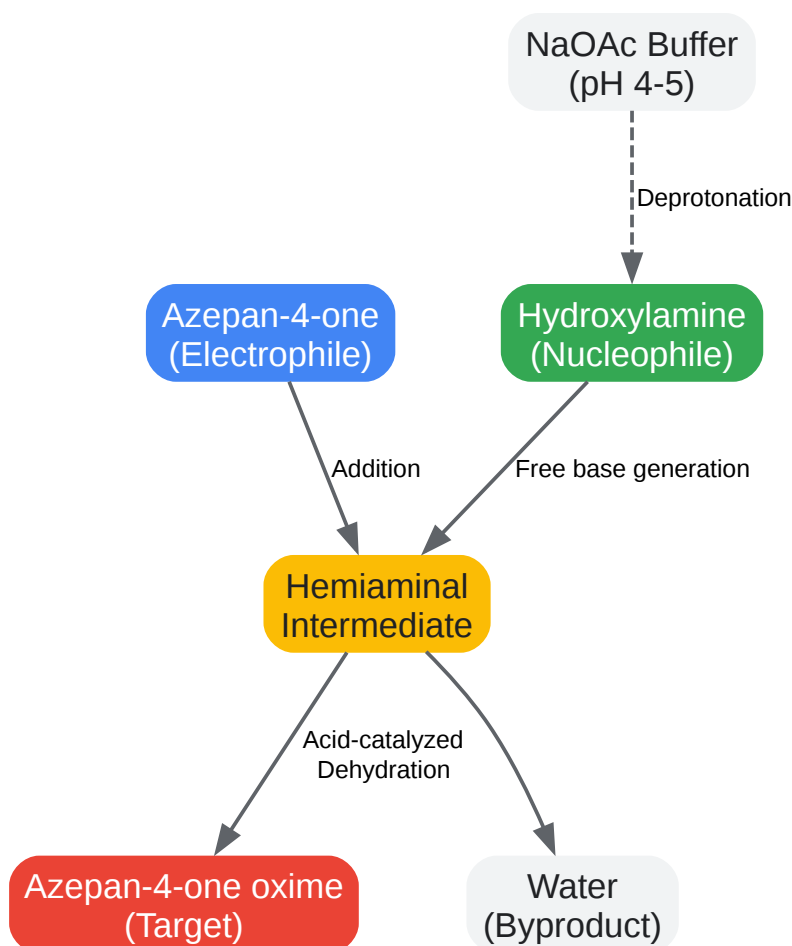 NaOAc Buffer
(pH 4-5)
Deprotonation
Azepan-4-one
(Electrophile)
Hydroxylamine
(Nucleophile)
Addition
Free base generation
Hemiaminal
Intermediate
Acid-catalyzed
Dehydration
Azepan-4-one oxime
(Target)
Water
(Byproduct)